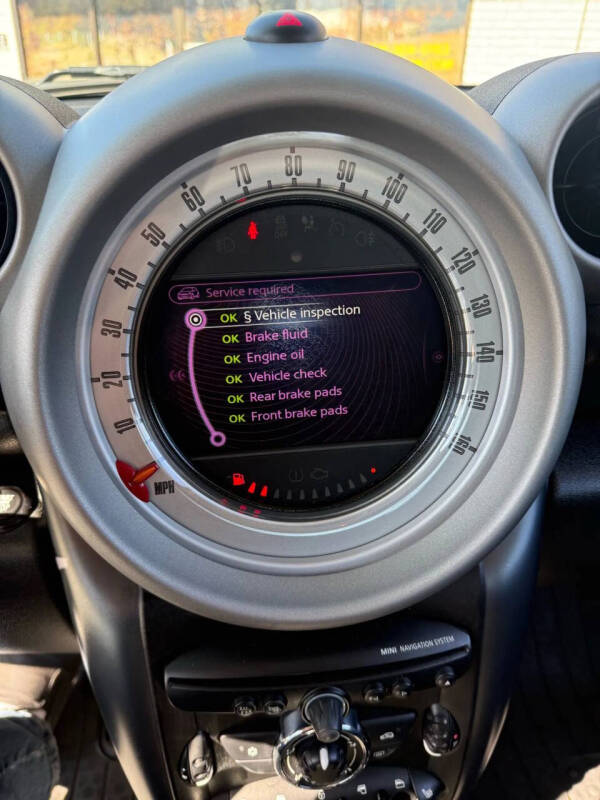 10
20
30
40
50
60
70
80
90
100
110
120
130
140
150
160
MPH
Service required
OK § Vehicle inspection
OK Brake fluid
OK Engine oil
OK Vehicle check
OK Rear brake pads
OK Front brake pads
MINI NAVIGATION SYSTEM